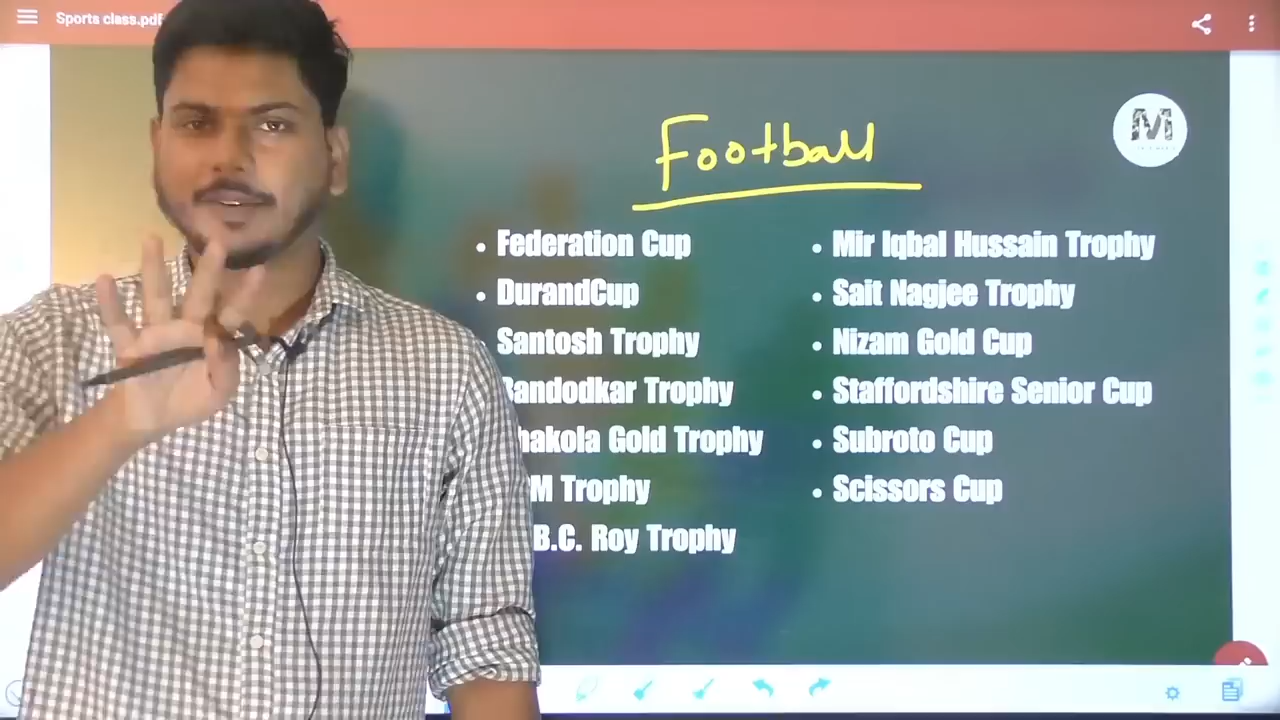 Sports class.pdf
M
Football
Federation Cup
DurandCup
Santosh Trophy
Trophy
Gold Trophy
Trophy
B.C. Roy Trophy
Mir Iqbal Hussain Trophy
Sait Nagjee Trophy
Nizam Gold Cup
Staffordshire Senior Cup
Subroto Cup
Scissors Cup